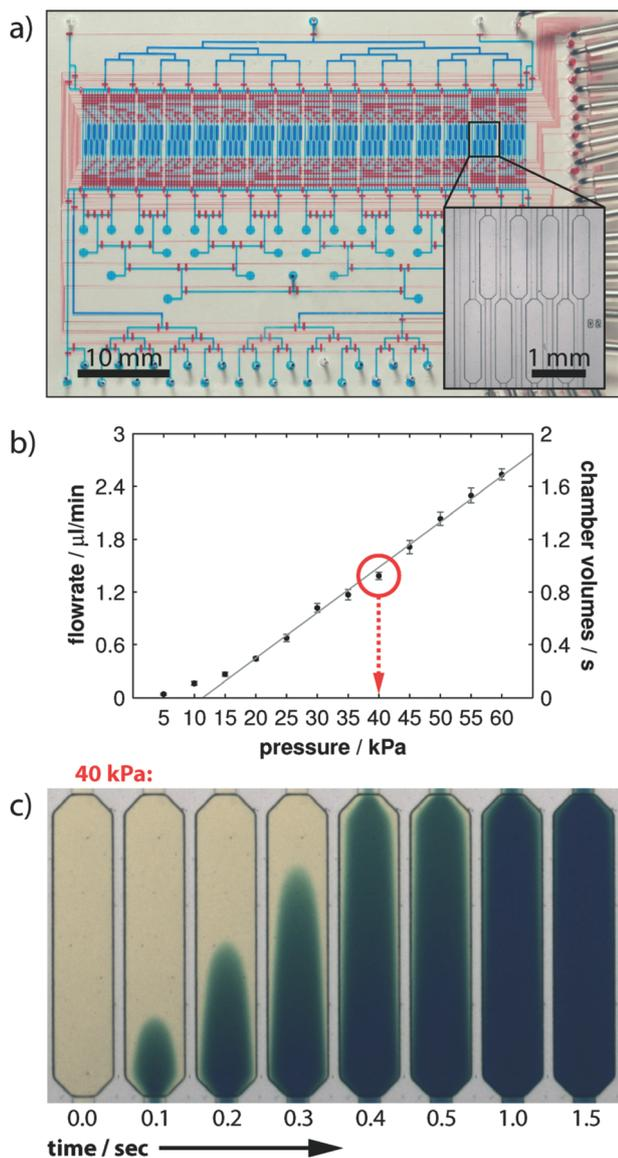 a)
10 mm
1 mm
b)
3
2.4
1.8
1.2
0.6
0
flowrate / μl/min
2
1.6
1.2
0.8
0.4
0
chamber volumes / s
5 10 15 20 25 30 35 40 45 50 55 60
pressure / kPa
40 kPa:
c)
0.0 0.1 0.2 0.3 0.4 0.5 1.0 1.5
time / sec